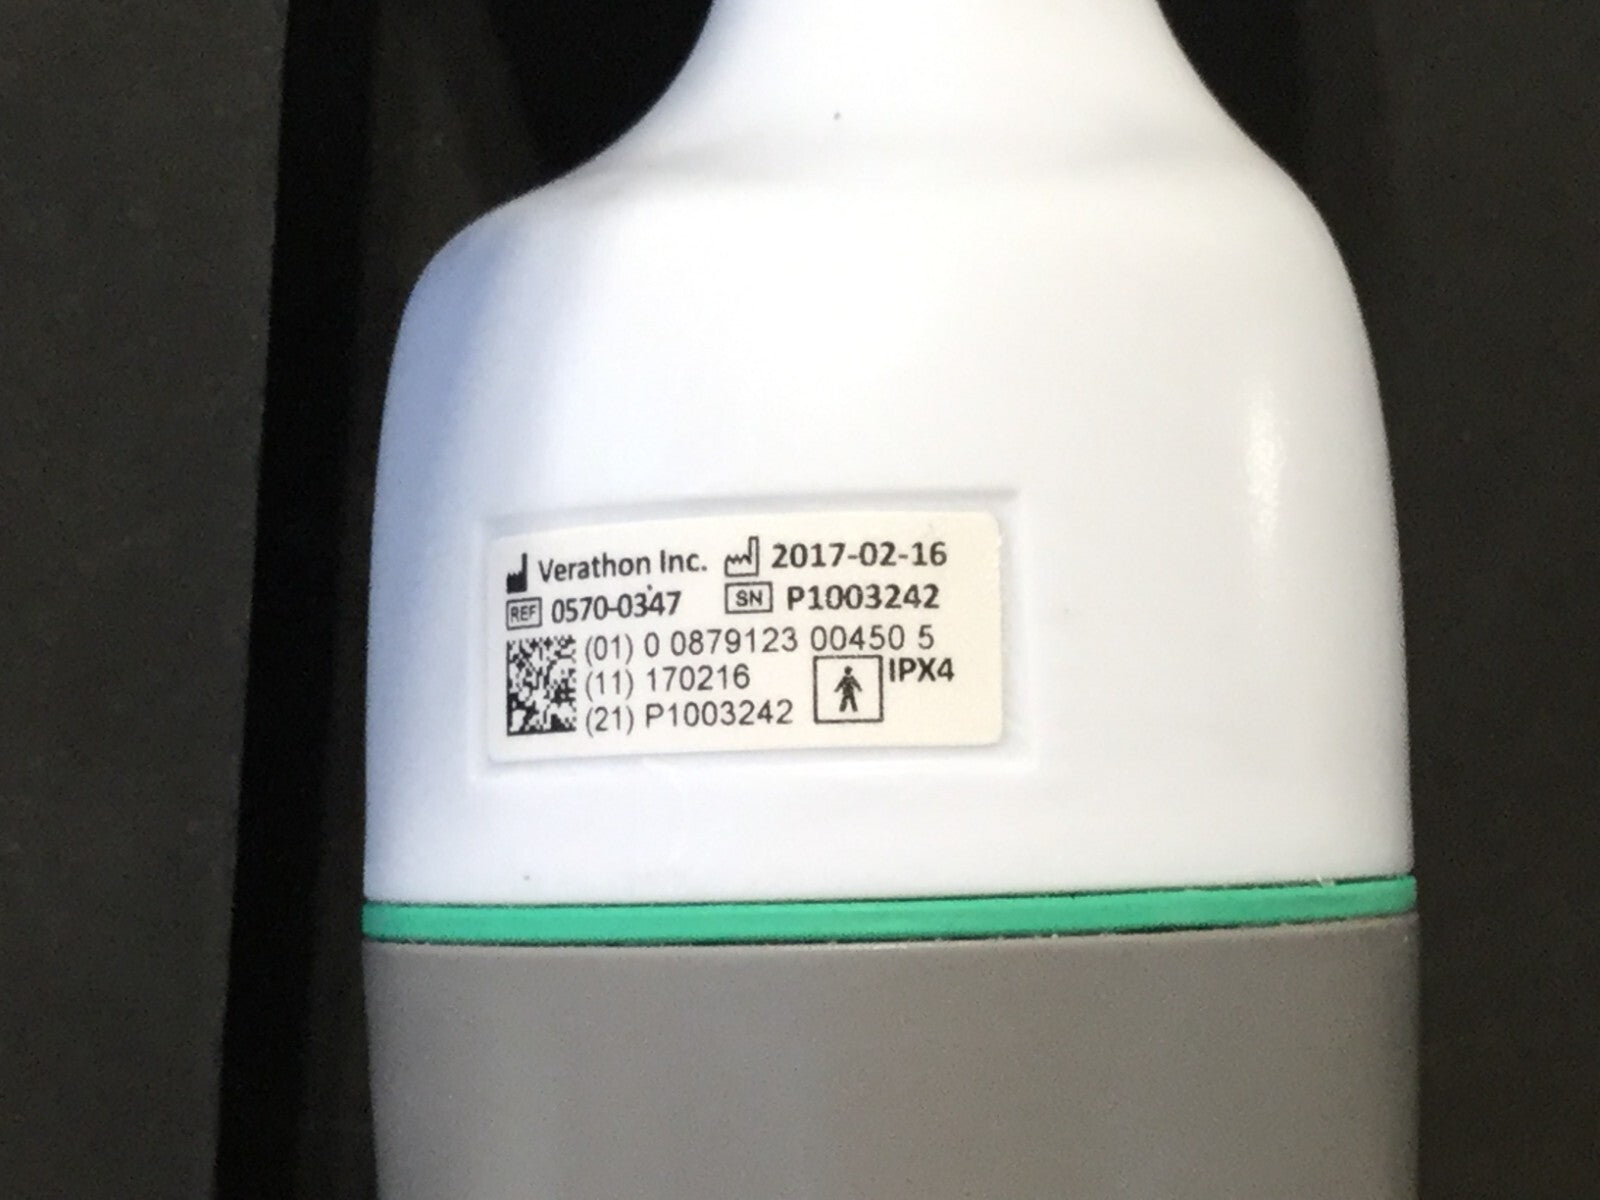 Verathon Inc. 2017-02-16
REF 0570-0347 SN P1003242
(01) 0 0879123 00450 5
(11) 170216
IPX4
(21) P1003242